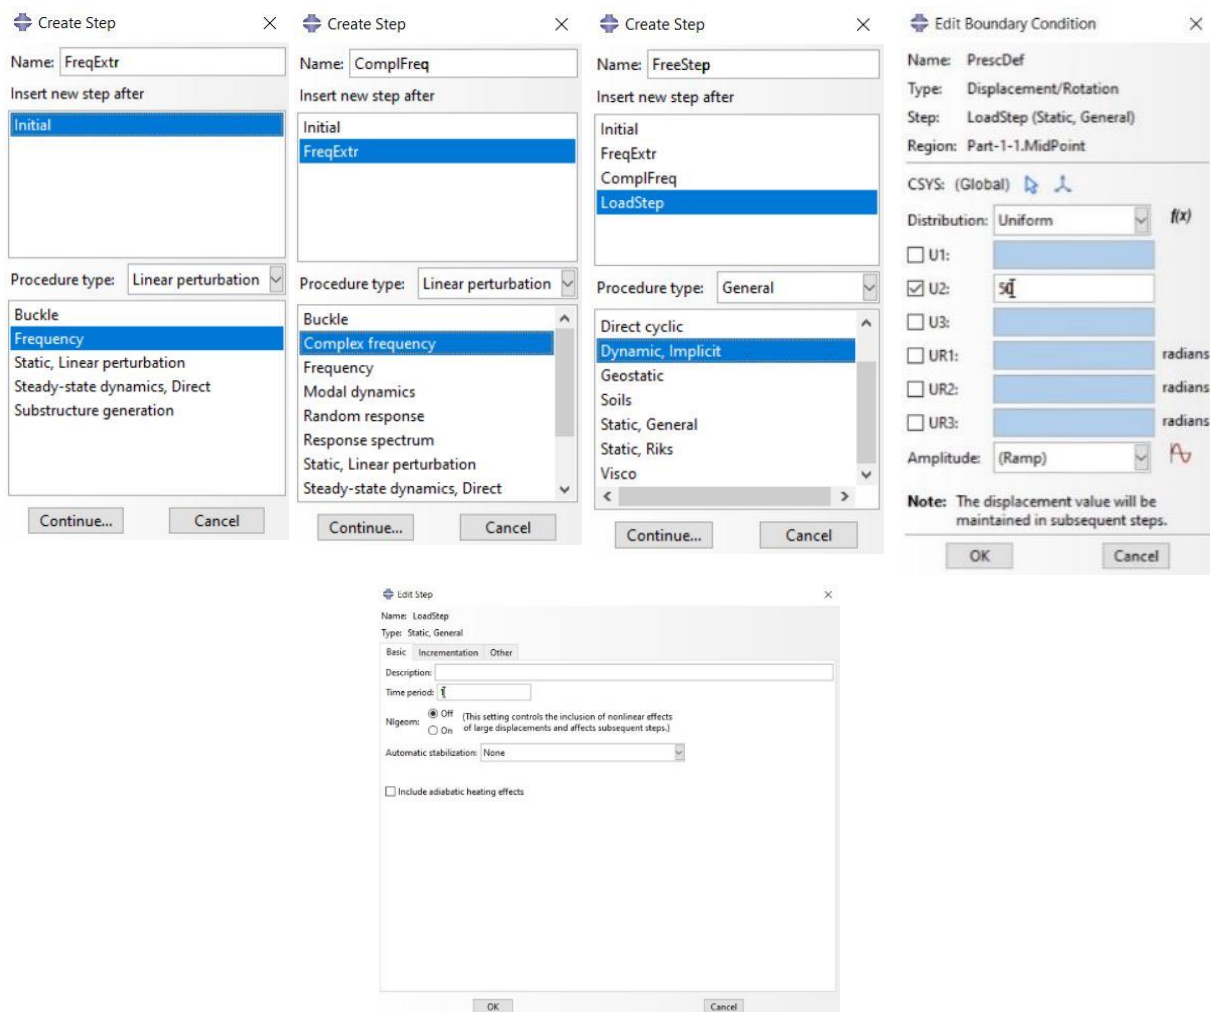 Create Step
Name: FreqExtr
Insert new step after
Initial
Procedure type: Linear perturbation
Buckle
Frequency
Static, Linear perturbation
Steady-state dynamics, Direct
Substructure generation
Continue... Cancel
Create Step
Name: ComplFreq
Insert new step after
Initial
FreqExtr
Procedure type: Linear perturbation
Buckle
Complex frequency
Frequency
Modal dynamics
Random response
Response spectrum
Static, Linear perturbation
Steady-state dynamics, Direct
Continue... Cancel
Create Step
Name: FreeStep
Insert new step after
Initial
FreqExtr
ComplFreq
LoadStep
Procedure type: General
Direct cyclic
Dynamic, Implicit
Geostatic
Soils
Static, General
Static, Riks
Visco
Continue... Cancel
Edit Boundary Condition
Name: PrescDef
Type: Displacement/Rotation
Step: LoadStep (Static, General)
Region: Part-1-1.MidPoint
CSYS: (Global)
Distribution: Uniform f(x)
U1:
U2: 50
U3:
UR1: radians
UR2: radians
UR3: radians
Amplitude: (Ramp)
Note: The displacement value will be
maintained in subsequent steps.
OK Cancel
Edit Step
Name: LoadStep
Type: Static, General
Basic Incrementation Other
Description:
Time period: 1
Nlgeom: Off (This setting controls the inclusion of nonlinear effects
On of large displacements and affects subsequent steps.)
Automatic stabilization: None
Include adiabatic heating effects
OK Cancel